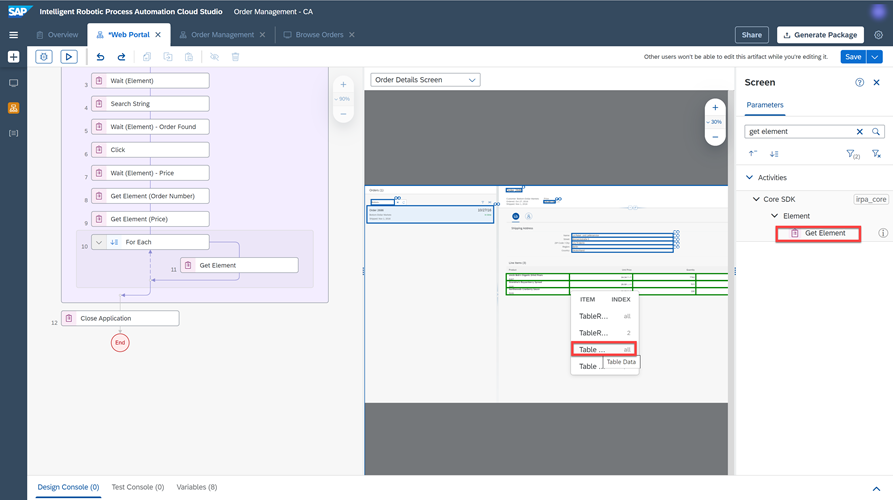 SAP Intelligent Robotic Process Automation Cloud Studio Order Management - CA
Overview *Web Portal Order Management Browse Orders Share Generate Package
Other users won't be able to edit this artifact while you're editing it. Save
3 Wait (Element)
4 Search String
5 Wait (Element) - Order Found
6 Click
7 Wait (Element) - Price
8 Get Element (Order Number)
9 Get Element (Price)
10 For Each
11 Get Element
12 Close Application
End
90%
Order Details Screen
30%
ITEM INDEX
TableR... all
TableR... 2
Table ... all
Table ...
Table Data
Screen
Parameters
get element
(2)
Activities
Core SDK irpa_core
Element
Get Element
Design Console (0) Test Console (0) Variables (8)